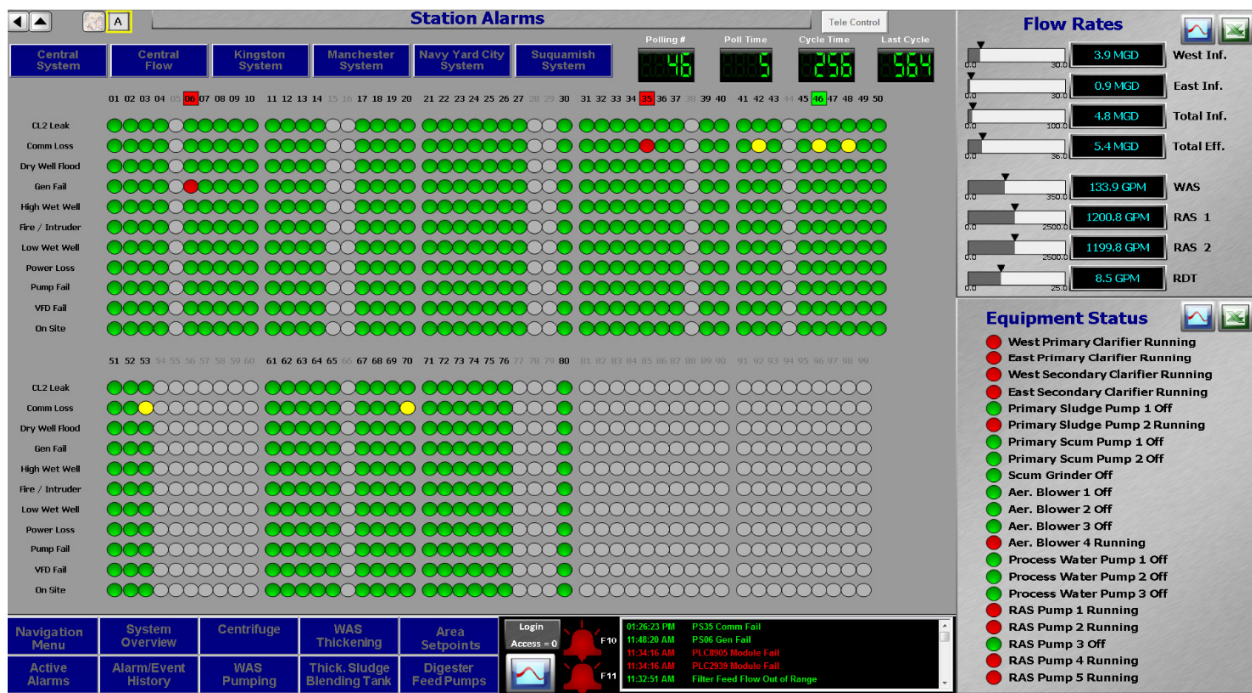 A
Station Alarms
Tele Control
Central System
Central Flow
Kingston System
Manchester System
Navy Yard City System
Suquamish System
Polling #
46
Poll Time
5
Cycle Time
256
Last Cycle
564
01 02 03 04 05 06 07 08 09 10 11 12 13 14 15 16 17 18 19 20 21 22 23 24 25 26 27 28 29 30 31 32 33 34 35 36 37 38 39 40 41 42 43 44 45 46 47 48 49 50
CL2 Leak
Comm Loss
Dry Well Flood
Gen Fail
High Wet Well
Fire / Intruder
Low Wet Well
Power Loss
Pump Fail
VFD Fail
On Site
51 52 53 54 55 56 57 58 59 60 61 62 63 64 65 66 67 68 69 70 71 72 73 74 75 76 77 78 79 80 81 82 83 84 85 86 87 88 89 90 91 92 93 94 95 96 97 98 99
CL2 Leak
Comm Loss
Dry Well Flood
Gen Fail
High Wet Well
Fire / Intruder
Low Wet Well
Power Loss
Pump Fail
VFD Fail
On Site
Navigation Menu
System Overview
Centrifuge
WAS Thickening
Area Setpoints
Active Alarms
Alarm/Event History
WAS Pumping
Thick. Sludge Blending Tank
Digester Feed Pumps
Login
Access = 0
F10
F11
01:26:23 PM PS35 Comm Fail
11:48:20 AM PS06 Gen Fail
11:34:16 AM PLC8905 Module Fail
11:34:16 AM PLC2939 Module Fail
11:32:51 AM Filter Feed Flow Out of Range
Flow Rates
0.0 30.0 3.9 MGD West Inf.
0.0 30.0 0.9 MGD East Inf.
0.0 100.0 4.8 MGD Total Inf.
0.0 36.0 5.4 MGD Total Eff.
0.0 350.0 133.9 GPM WAS
0.0 2500.0 1200.8 GPM RAS 1
0.0 2500.0 1199.8 GPM RAS 2
0.0 25.0 8.5 GPM RDT
Equipment Status
West Primary Clarifier Running
East Primary Clarifier Running
West Secondary Clarifier Running
East Secondary Clarifier Running
Primary Sludge Pump 1 Off
Primary Sludge Pump 2 Running
Primary Scum Pump 1 Off
Primary Scum Pump 2 Off
Scum Grinder Off
Aer. Blower 1 Off
Aer. Blower 2 Off
Aer. Blower 3 Off
Aer. Blower 4 Running
Process Water Pump 1 Off
Process Water Pump 2 Off
Process Water Pump 3 Off
RAS Pump 1 Running
RAS Pump 2 Running
RAS Pump 3 Off
RAS Pump 4 Running
RAS Pump 5 Running